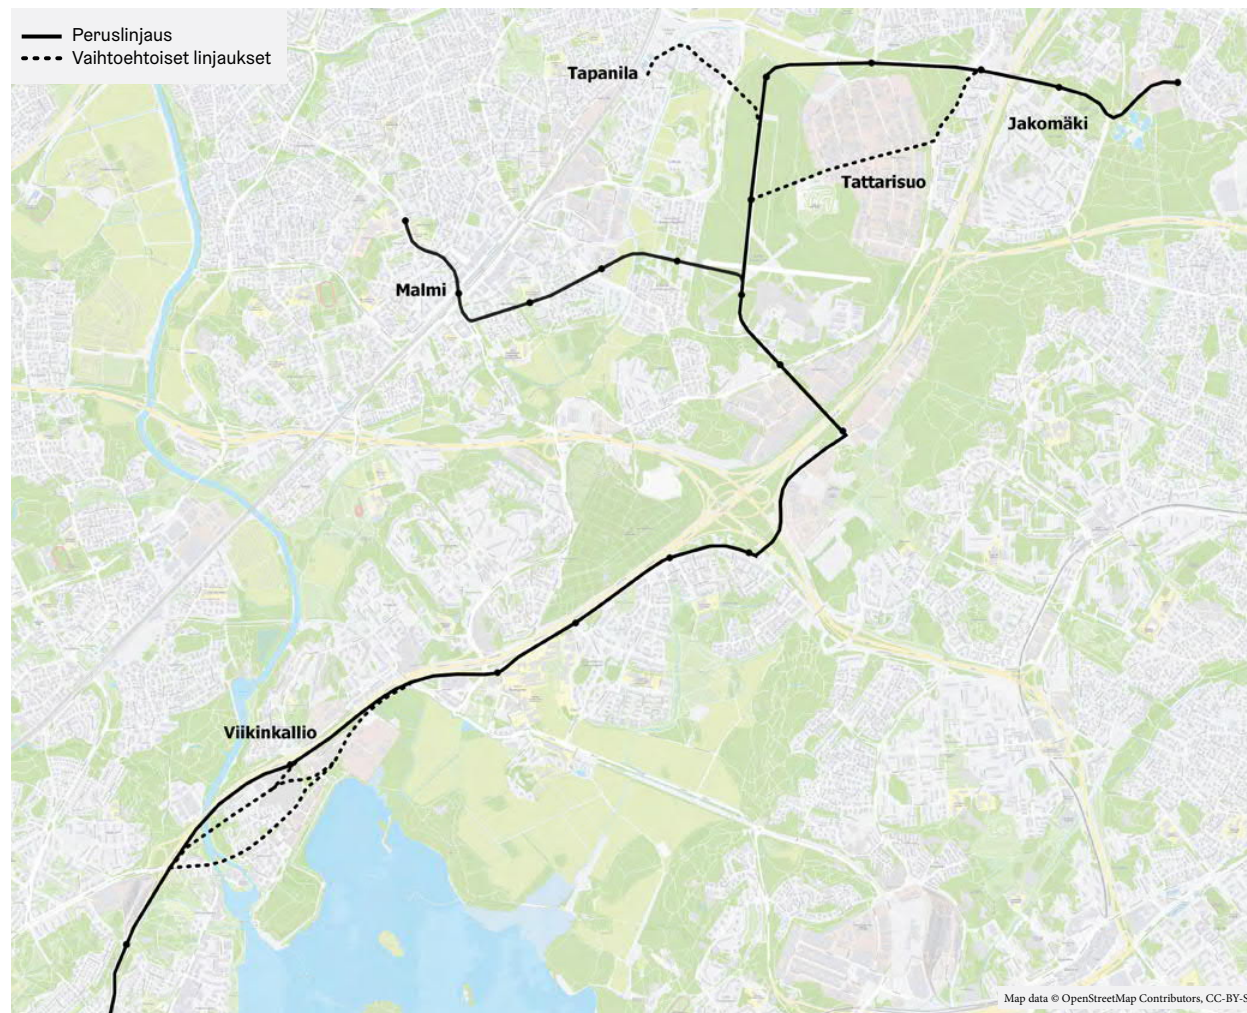 Peruslinjaus
Vaihtoehtoiset linjaukset
Tapanila
Jakomäki
Tattarisuo
Malmi
Viikinkallio
Map data © OpenStreetMap Contributors, CC-BY-S